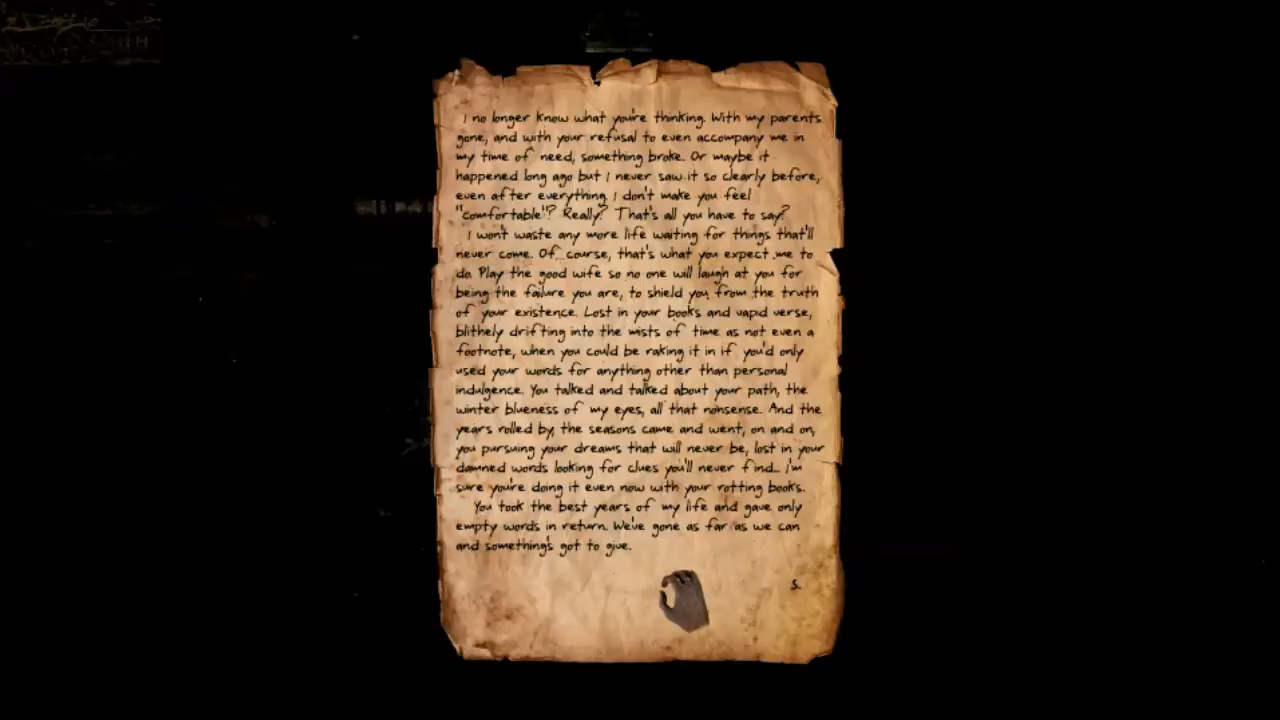 I no longer know what you're thinking. With my parents
gone, and with your refusal to even accompany me in
my time of need, something broke. Or maybe it
happened long ago but I never saw it so clearly before,
even after everything. I don't make you feel
"comfortable"? Really? That's all you have to say?
I won't waste any more life waiting for things that'll
never come. Of course, that's what you expect me to
do. Play the good wife so no one will laugh at you for
being the failure you are, to shield you from the truth
of your existence. Lost in your books and vapid verse,
blithely drifting into the mists of time as not even a
footnote, when you could be raking it in if you'd only
used your words for anything other than personal
indulgence. You talked and talked about your path, the
winter blueness of my eyes, all that nonsense. And the
years rolled by, the seasons came and went, on and on,
you pursuing your dreams that will never be, lost in your
damned words looking for clues you'll never find... I'm
sure you're doing it even now with your rotting books.
You took the best years of my life and gave only
empty words in return. We've gone as far as we can
and something's got to give.
S.